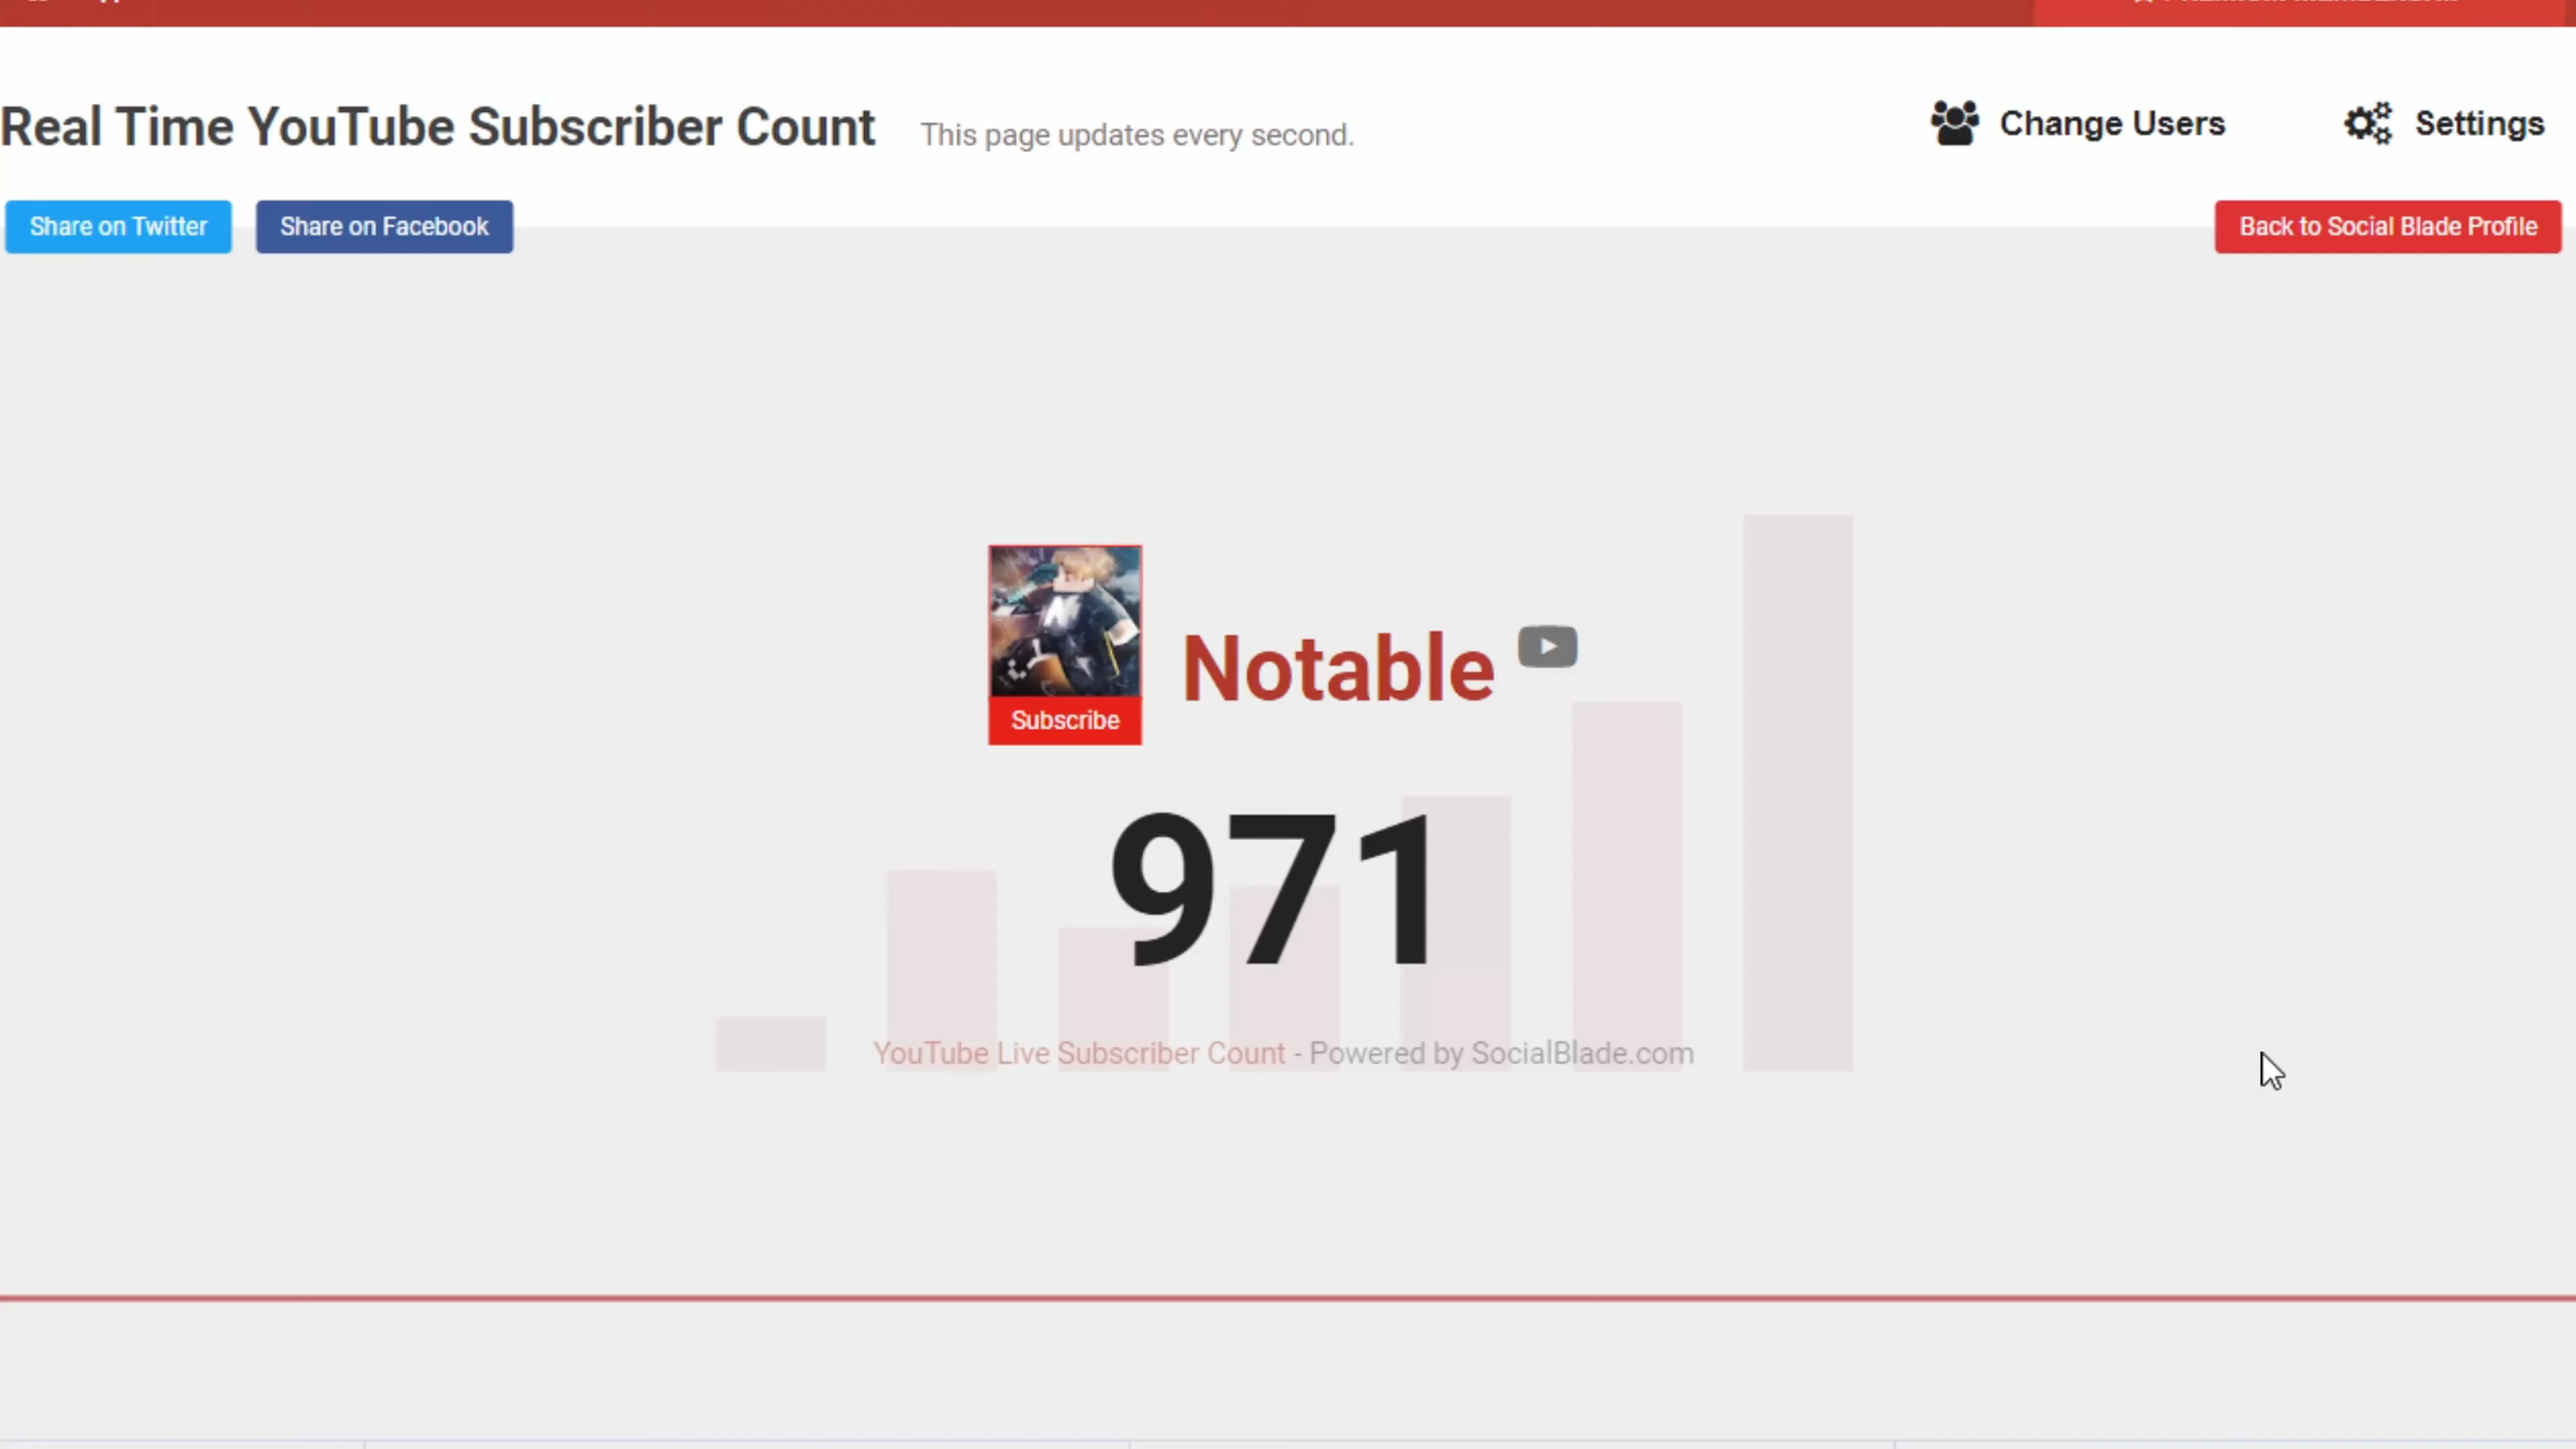 Real Time YouTube Subscriber Count This page updates every second. Change Users Settings
Share on Twitter Share on Facebook Back to Social Blade Profile
Notable
Subscribe
971
YouTube Live Subscriber Count - Powered by SocialBlade.com